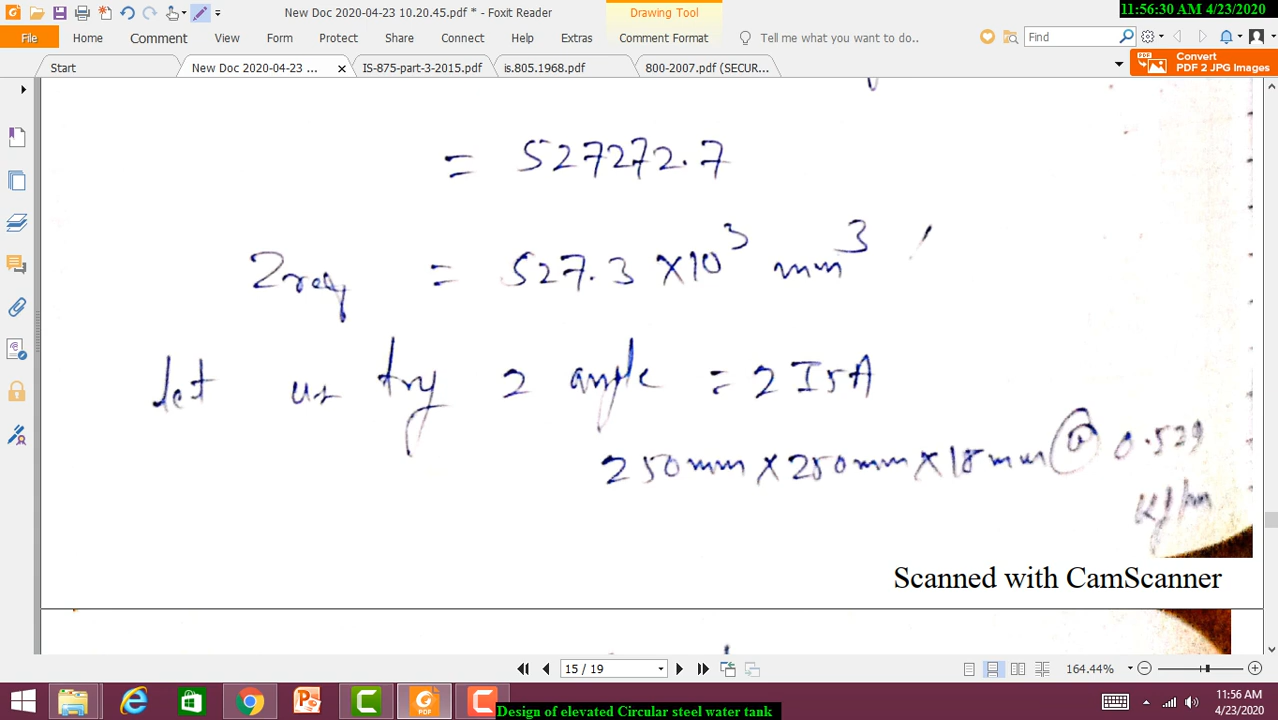 New Doc 2020-04-23 10.20.45.pdf * - Foxit Reader
Drawing Tool
11:56:30 AM 4/23/2020
File Home Comment View Form Protect Share Connect Help Extras Comment Format Tell me what you want to do.. Find
Start New Doc 2020-04-23 ... IS-875-part-3-2015.pdf is.805.1968.pdf 800-2007.pdf (SECUR...
Convert
PDF 2 JPG Images
= 527272.7
Zreq = 527.3 ×10³ mm³
let us try 2 angle = 2 ISA
250mm × 250mm × 18mm @ 0.529
KJ/m
Scanned with CamScanner
15 / 19
164.44%
PDF
Design of elevated Circular steel water tank
11:56 AM
4/23/2020